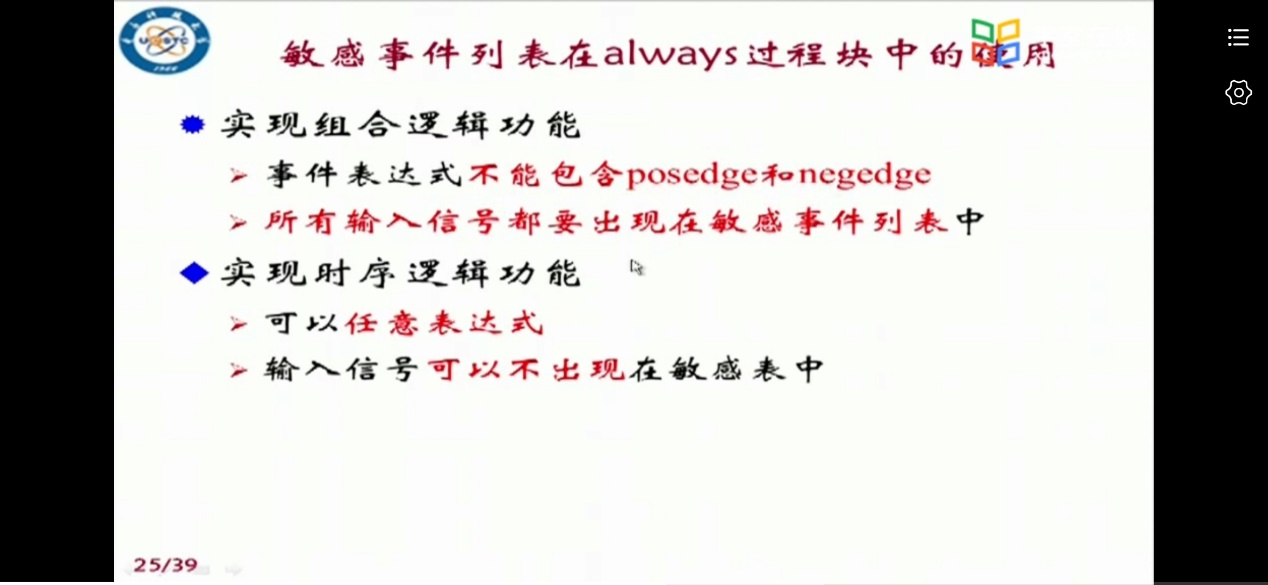 敏感事件列表在always过程块中的使用
实现组合逻辑功能
事件表达式不能包含posedge和negedge
所有输入信号都要出现在敏感事件列表中
实现时序逻辑功能
可以任意表达式
输入信号可以不出现在敏感表中
25/39